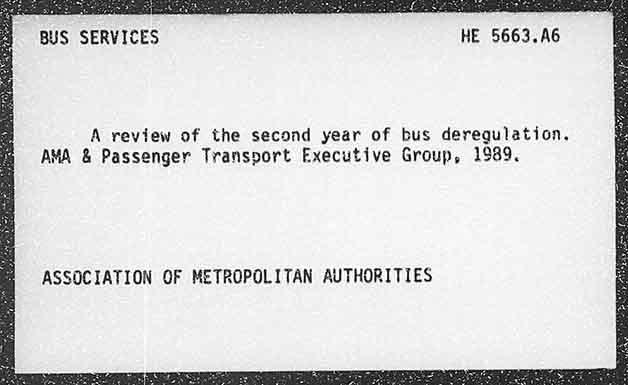 BUS SERVICES HE 5663.A6
A review of the second year of bus deregulation.
AMA & Passenger Transport Executive Group, 1989.
ASSOCIATION OF METROPOLITAN AUTHORITIES